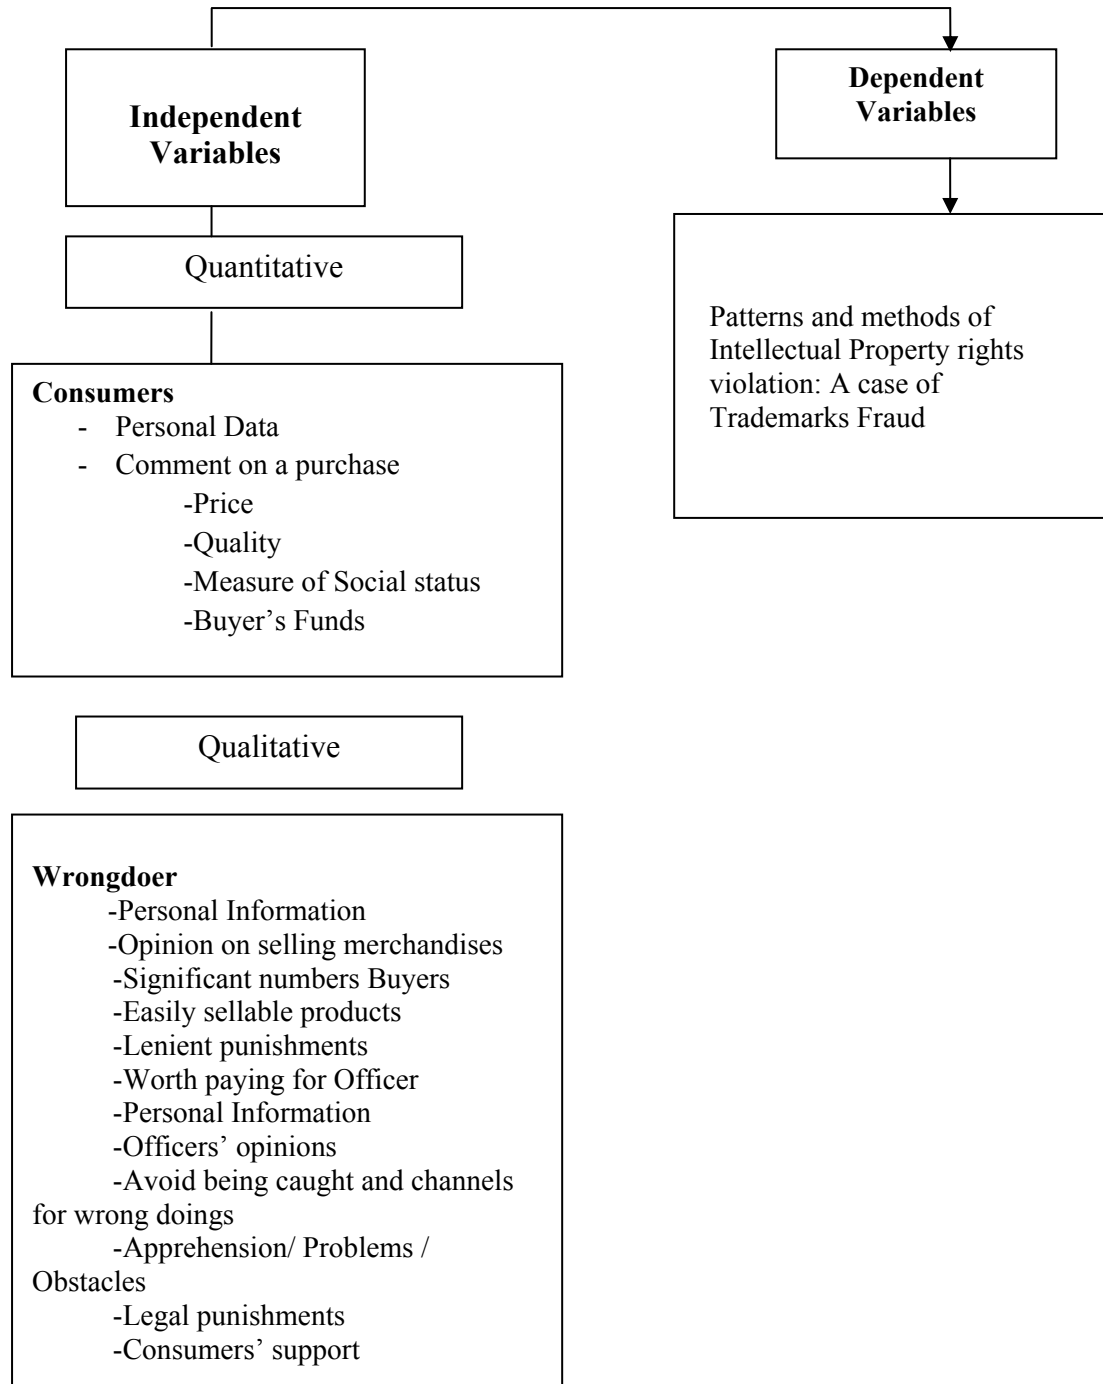 Independent
Variables
Dependent
Variables
Quantitative
Patterns and methods of
Intellectual Property rights
violation: A case of
Trademarks Fraud
Consumers
- Personal Data
- Comment on a purchase
-Price
-Quality
-Measure of Social status
-Buyer’s Funds
Qualitative
Wrongdoer
-Personal Information
-Opinion on selling merchandises
-Significant numbers Buyers
-Easily sellable products
-Lenient punishments
-Worth paying for Officer
-Personal Information
-Officers’ opinions
-Avoid being caught and channels
for wrong doings
-Apprehension/ Problems /
Obstacles
-Legal punishments
-Consumers’ support